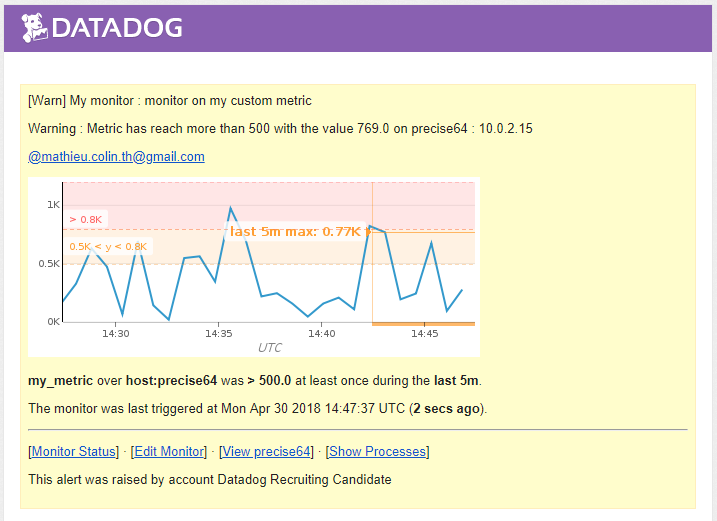 DATADOG
[Warn] My monitor : monitor on my custom metric
Warning : Metric has reach more than 500 with the value 769.0 on precise64 : 10.0.2.15
@mathieu.colin.th@gmail.com
1K
> 0.8K
last 5m max: 0.77K
0.5K < y < 0.8K
0.5K
0K
14:30 14:35 14:40 14:45
UTC
my_metric over host:precise64 was > 500.0 at least once during the last 5m.
The monitor was last triggered at Mon Apr 30 2018 14:47:37 UTC (2 secs ago).
[Monitor Status] · [Edit Monitor] · [View precise64] · [Show Processes]
This alert was raised by account Datadog Recruiting Candidate